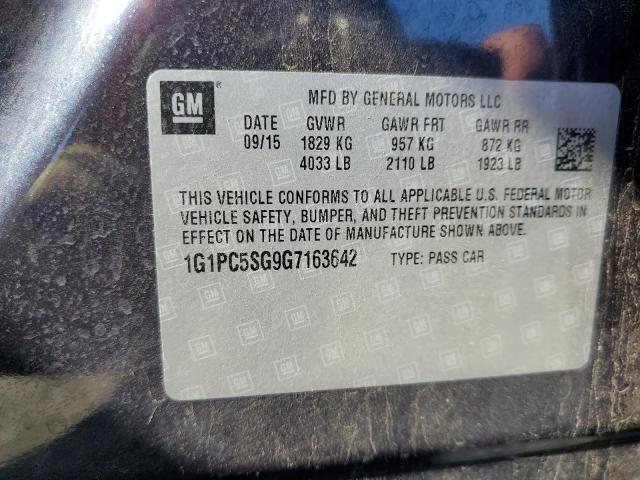 GM
MFD BY GENERAL MOTORS LLC
DATE GVWR GAWR FRT GAWR RR
09/15 1829 KG 957 KG 872 KG
4033 LB 2110 LB 1923 LB
THIS VEHICLE CONFORMS TO ALL APPLICABLE U.S. FEDERAL MOTOR
VEHICLE SAFETY, BUMPER, AND THEFT PREVENTION STANDARDS IN
EFFECT ON THE DATE OF MANUFACTURE SHOWN ABOVE.
1G1PC5SG9G7163642 TYPE: PASS CAR